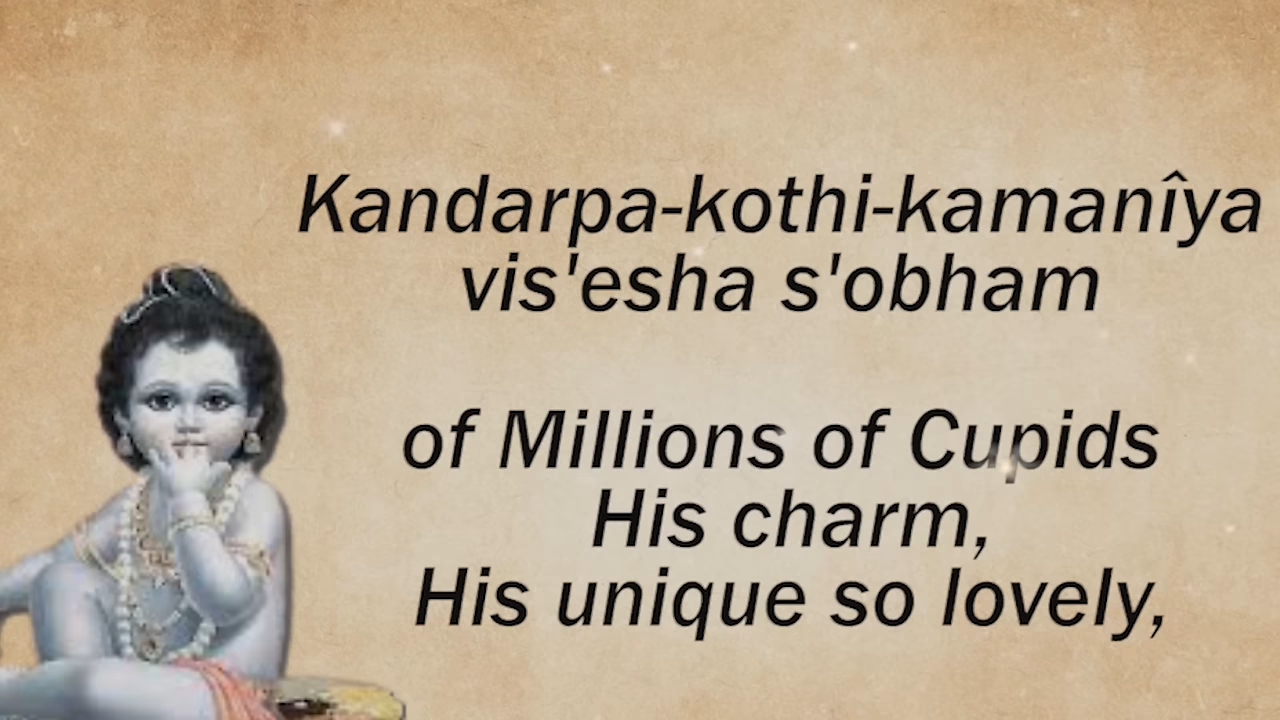 Kandarpa-kothi-kamanîya
vis'esha s'obham
of Millions of Cupids
His charm,
His unique so lovely,